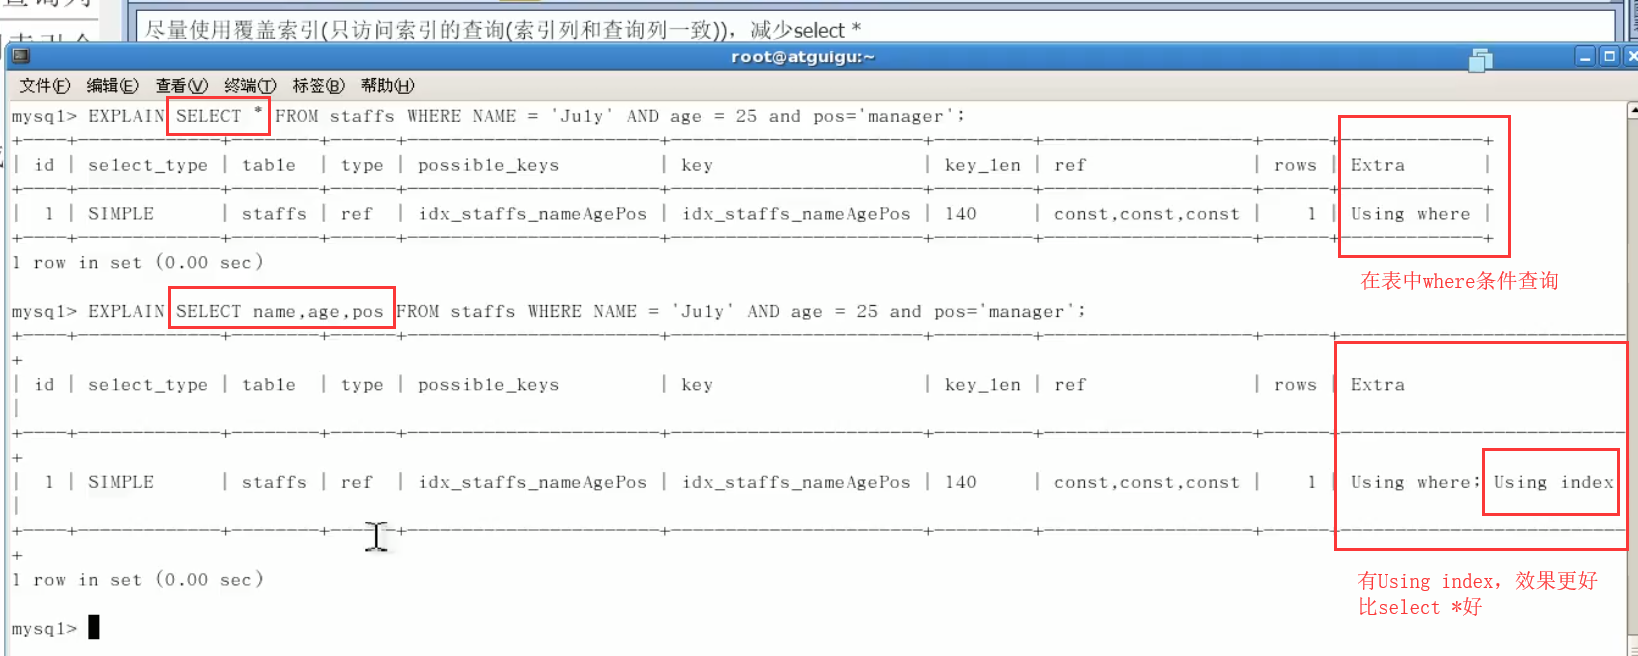 尽量使用覆盖索引(只访问索引的查询(索引列和查询列一致))，减少select *
root@atguigu:~
文件(F) 编辑(E) 查看(V) 终端(T) 标签(B) 帮助(H)
mysql> EXPLAIN SELECT * FROM staffs WHERE NAME = 'July' AND age = 25 and pos='manager';
+----+-------------+--------+------+-----------------------+-----------------------+---------+-------------------+------+-------------+
| id | select_type | table | type | possible_keys | key | key_len | ref | rows | Extra |
+----+-------------+--------+------+-----------------------+-----------------------+---------+-------------------+------+-------------+
| 1 | SIMPLE | staffs | ref | idx_staffs_nameAgePos | idx_staffs_nameAgePos | 140 | const,const,const | 1 | Using where |
+----+-------------+--------+------+-----------------------+-----------------------+---------+-------------------+------+-------------+
1 row in set (0.00 sec)
在表中where条件查询
mysql> EXPLAIN SELECT name,age,pos FROM staffs WHERE NAME = 'July' AND age = 25 and pos='manager';
+----+-------------+--------+------+-----------------------+-----------------------+---------+-------------------+------+--------------------------
+
| id | select_type | table | type | possible_keys | key | key_len | ref | rows | Extra
|
+----+-------------+--------+------+-----------------------+-----------------------+---------+-------------------+------+--------------------------
+
| 1 | SIMPLE | staffs | ref | idx_staffs_nameAgePos | idx_staffs_nameAgePos | 140 | const,const,const | 1 | Using where; Using index
|
+----+-------------+--------+------+-----------------------+-----------------------+---------+-------------------+------+--------------------------
+
1 row in set (0.00 sec)
有Using index，效果更好
比select *好
mysql>